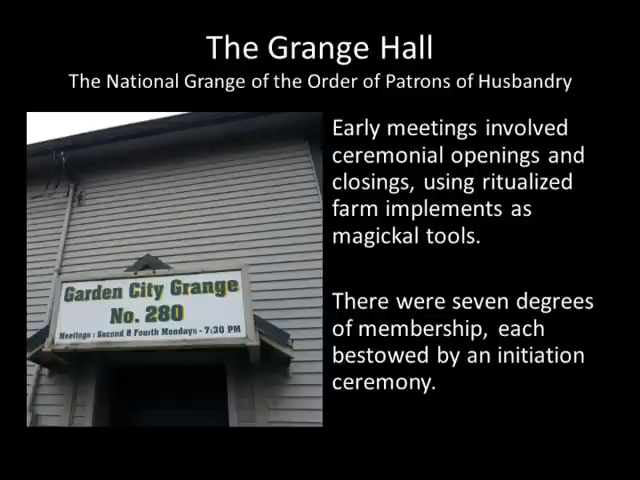 The Grange Hall
The National Grange of the Order of Patrons of Husbandry
Early meetings involved
ceremonial openings and
closings, using ritualized
farm implements as
magickal tools.
There were seven degrees
of membership, each
bestowed by an initiation
ceremony.
Garden City Grange
No. 280
Meetings : Second & Fourth Mondays - 7:30 PM